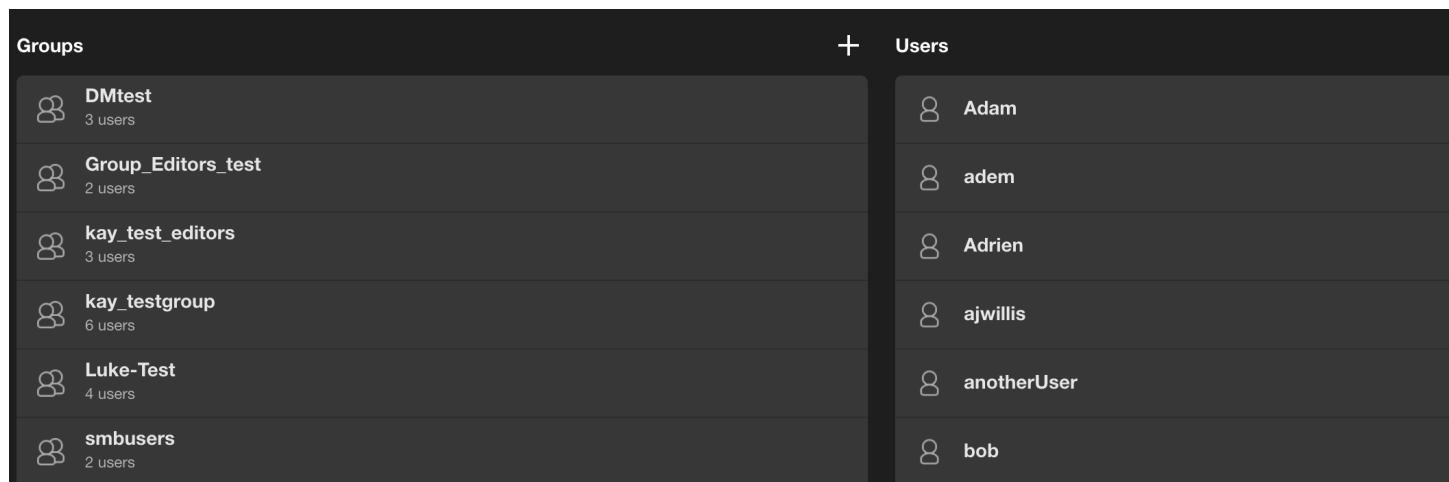 Groups
DMtest
3 users
Group_Editors_test
2 users
kay_test_editors
3 users
kay_testgroup
6 users
Luke-Test
4 users
smbusers
2 users
Users
Adam
adem
Adrien
ajwillis
anotherUser
bob